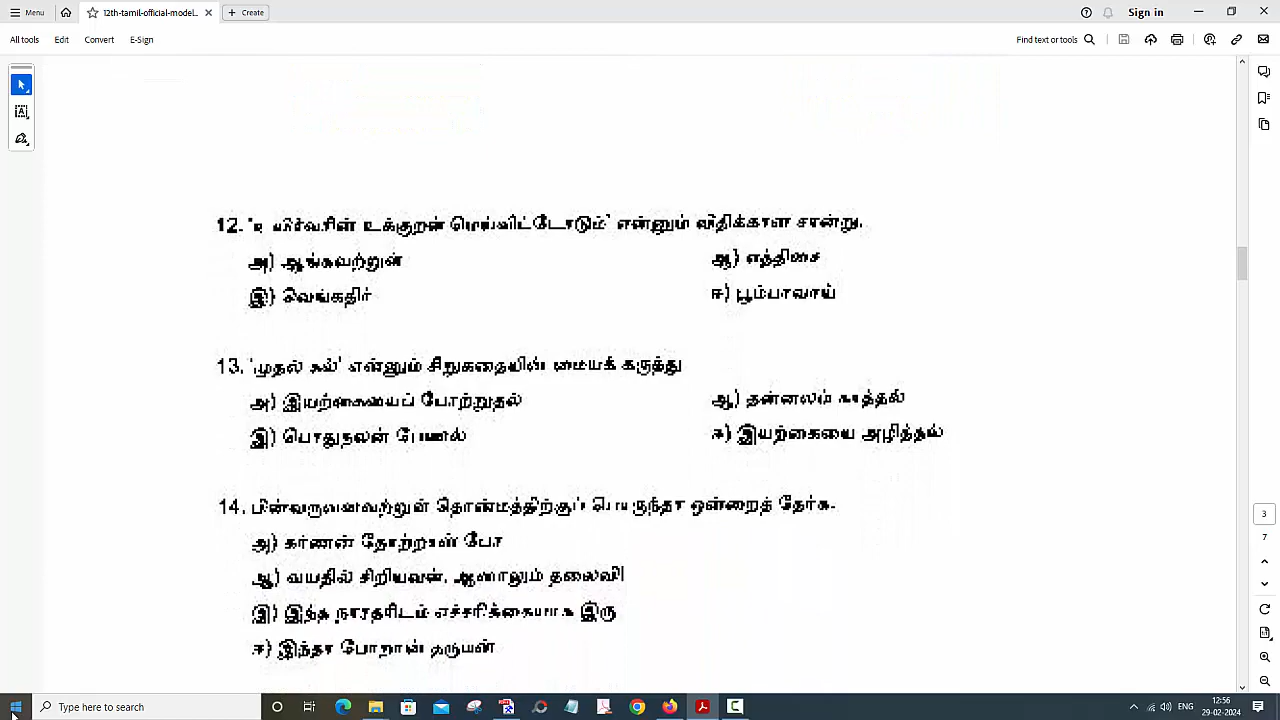 Menu
12th-tamil-official-model...
Create
Sign in
All tools Edit Convert E-Sign
Find text or tools
12. 'உயிர்வரின் உக்குறள் மெய்விட்டோடும்' என்னும் விதிக்கான சான்று.
அ) ஆங்கவற்றுள் ஆ) எத்திசை
இ) வெங்கதிர் ஈ) பூம்பாவாய்
13. 'முதல் கல்' என்னும் சிறுகதையின் மையக் கருத்து
அ) இயற்கையைப் போற்றுதல் ஆ) தன்னலம் காத்தல்
இ) பொதுநலன் பேணல் ஈ) இயற்கையை அழித்தல்
14. பின்வருவனவற்றுள் தொண்மத்திற்குப் பொருந்தா ஒன்றைத் தேர்க.
அ) கர்ணன் தோற்றான் போ
ஆ) வயதில் சிறியவள். ஆனாலும் தலைவி
இ) இந்த நாரதரிடம் எச்சரிக்கையாக இரு
ஈ) இந்தா போறான் தருமன்
3
7
Type here to search
ENG
12:56
29-02-2024